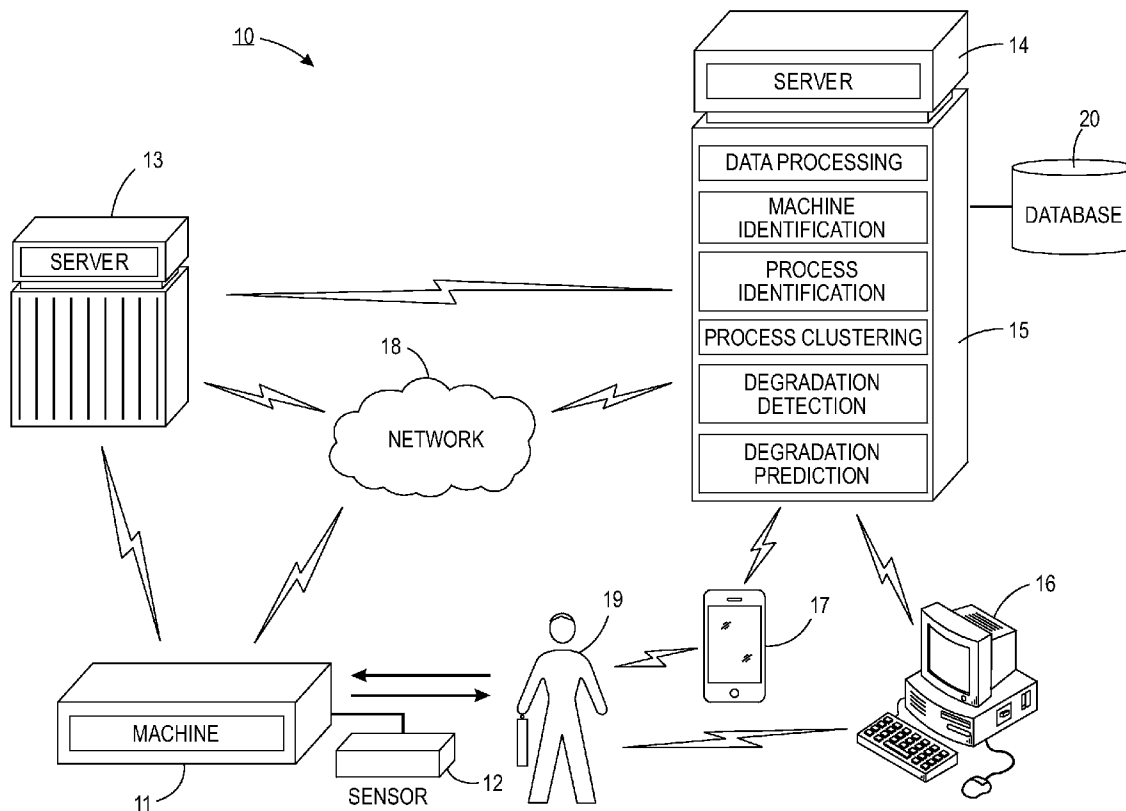 10
14
SERVER
20
13
DATA PROCESSING
MACHINE
IDENTIFICATION
DATABASE
SERVER
PROCESS
IDENTIFICATION
15
18
PROCESS CLUSTERING
NETWORK
DEGRADATION
DETECTION
DEGRADATION
PREDICTION
19
17
16
MACHINE
11
SENSOR
12